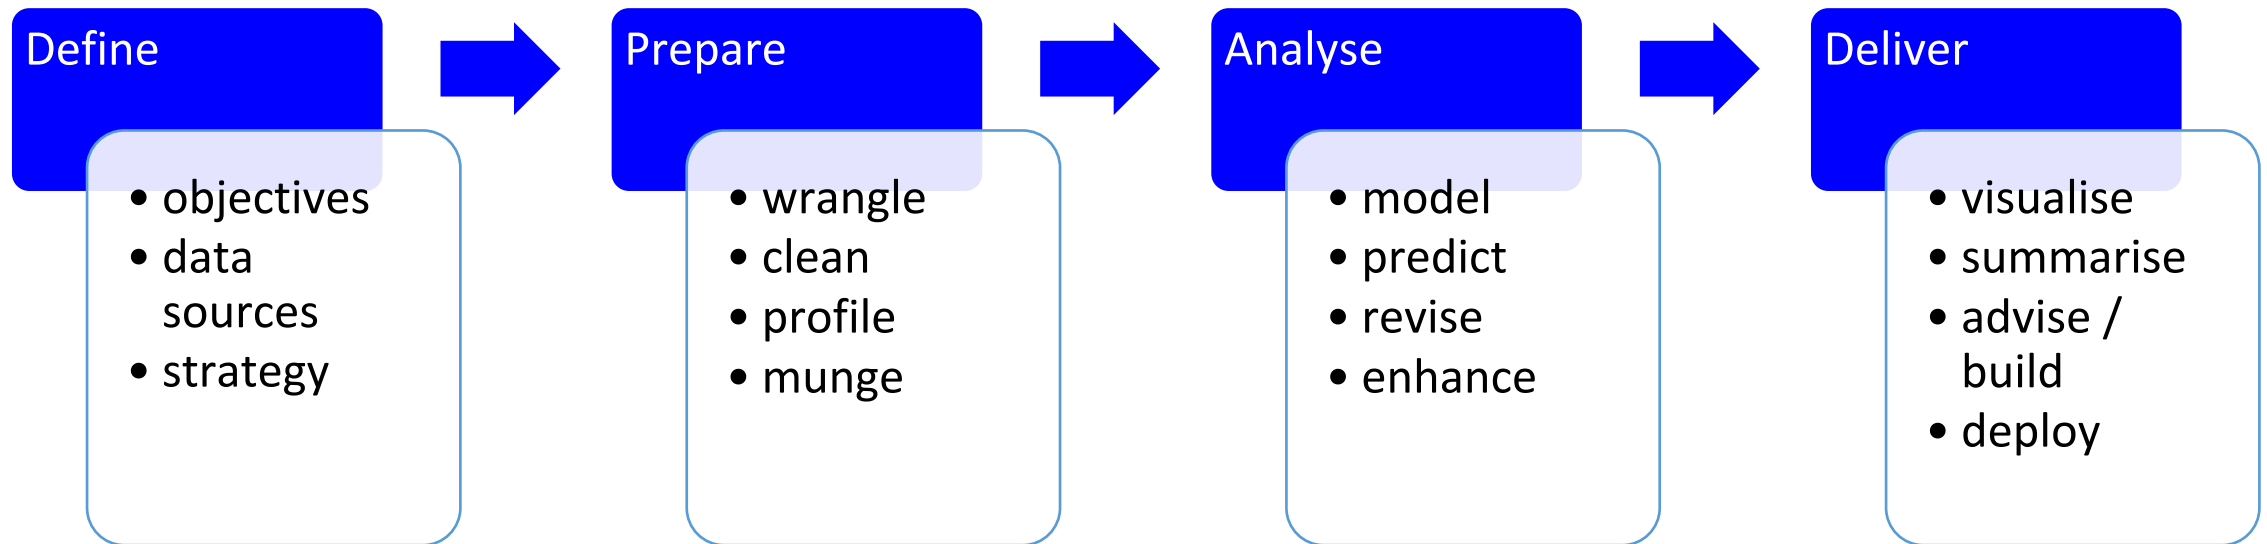 Define
• objectives
• data
sources
• strategy
Prepare
• wrangle
• clean
• profile
• munge
Analyse
• model
• predict
• revise
• enhance
Deliver
• visualise
• summarise
• advise /
build
• deploy